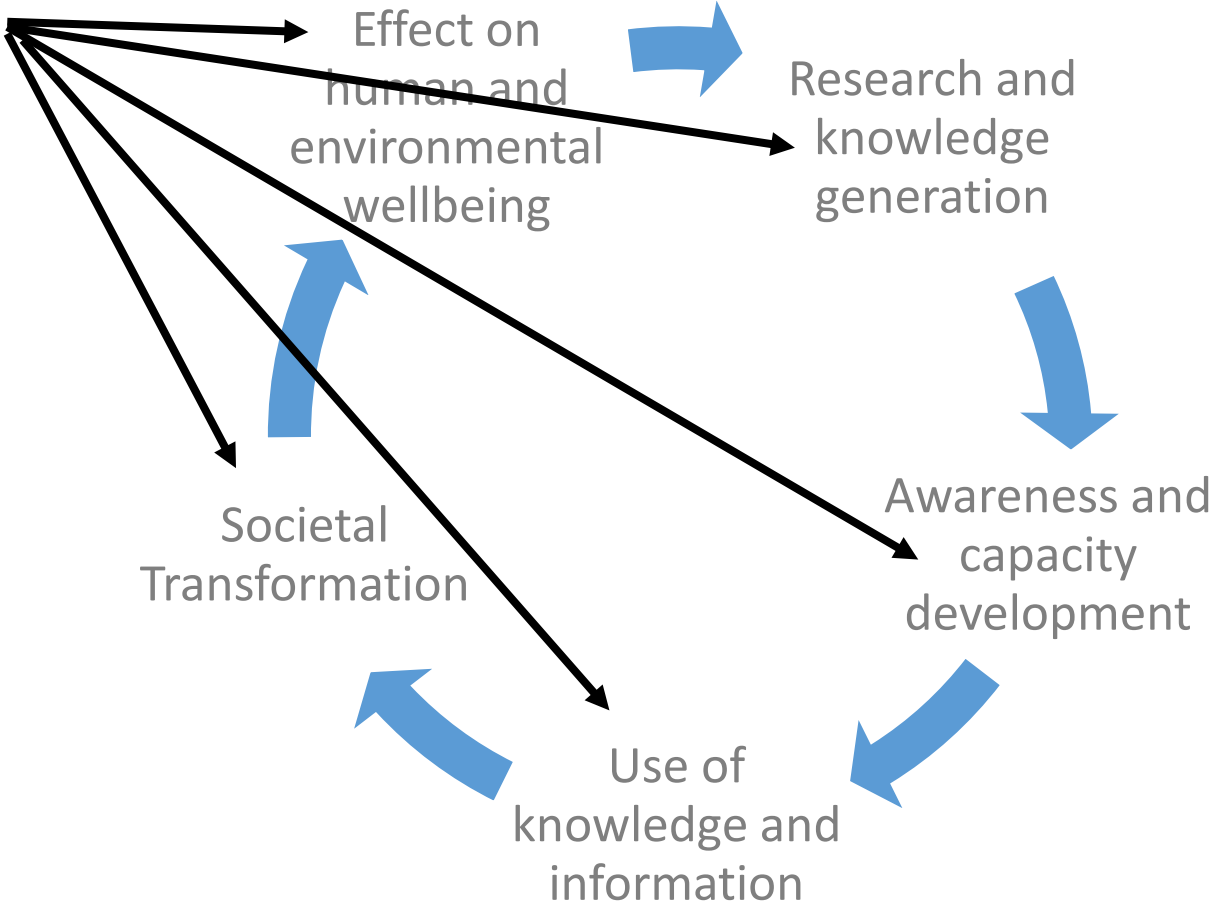 Effect on
human and
environmental
wellbeing
Research and
knowledge
generation
Awareness and
capacity
development
Use of
knowledge and
information
Societal
Transformation